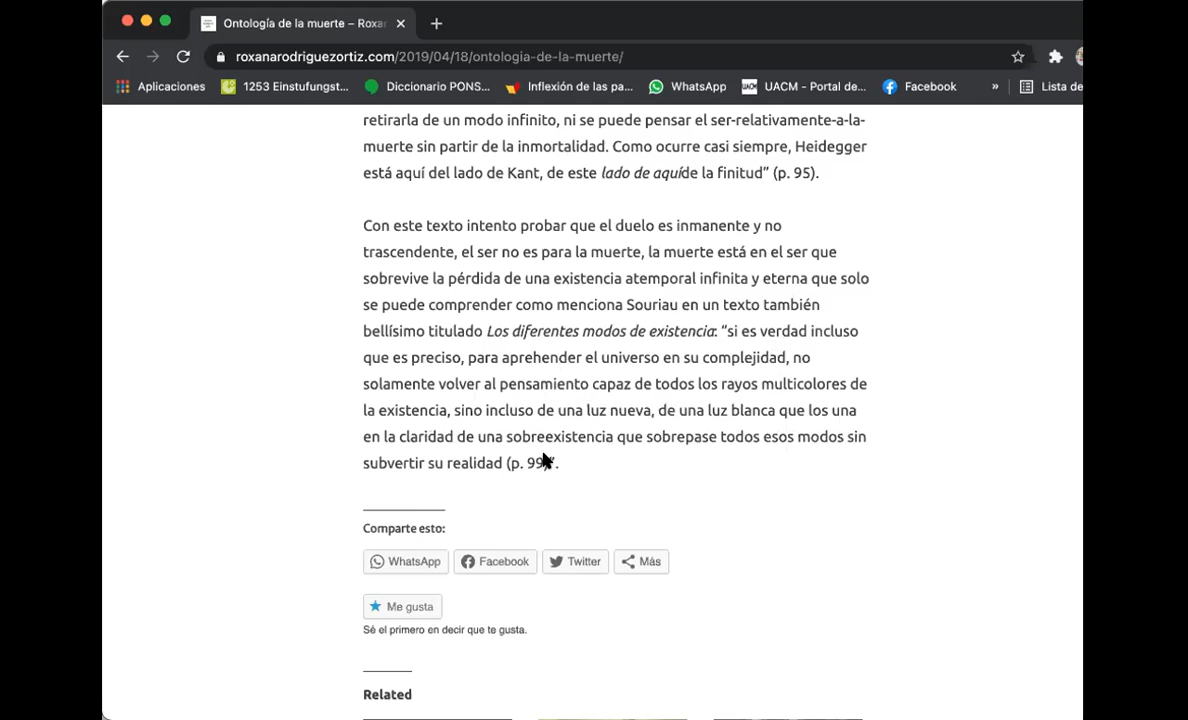 Ontología de la muerte – Roxa
roxanarodriguezortiz.com/2019/04/18/ontologia-de-la-muerte/
Aplicaciones 1253 Einstufungst... Diccionario PONS... Inflexión de las pa... WhatsApp UACM - Portal de... Facebook » Lista de
retirarla de un modo infinito, ni se puede pensar el ser-relativamente-a-la-
muerte sin partir de la inmortalidad. Como ocurre casi siempre, Heidegger
está aquí del lado de Kant, de este lado de aquíde la finitud” (p. 95).
Con este texto intento probar que el duelo es inmanente y no
trascendente, el ser no es para la muerte, la muerte está en el ser que
sobrevive la pérdida de una existencia atemporal infinita y eterna que solo
se puede comprender como menciona Souriau en un texto también
bellísimo titulado Los diferentes modos de existencia: “si es verdad incluso
que es preciso, para aprehender el universo en su complejidad, no
solamente volver al pensamiento capaz de todos los rayos multicolores de
la existencia, sino incluso de una luz nueva, de una luz blanca que los una
en la claridad de una sobreexistencia que sobrepase todos esos modos sin
subvertir su realidad (p. 99)”.
Comparte esto:
WhatsApp Facebook Twitter Más
Me gusta
Sé el primero en decir que te gusta.
Related